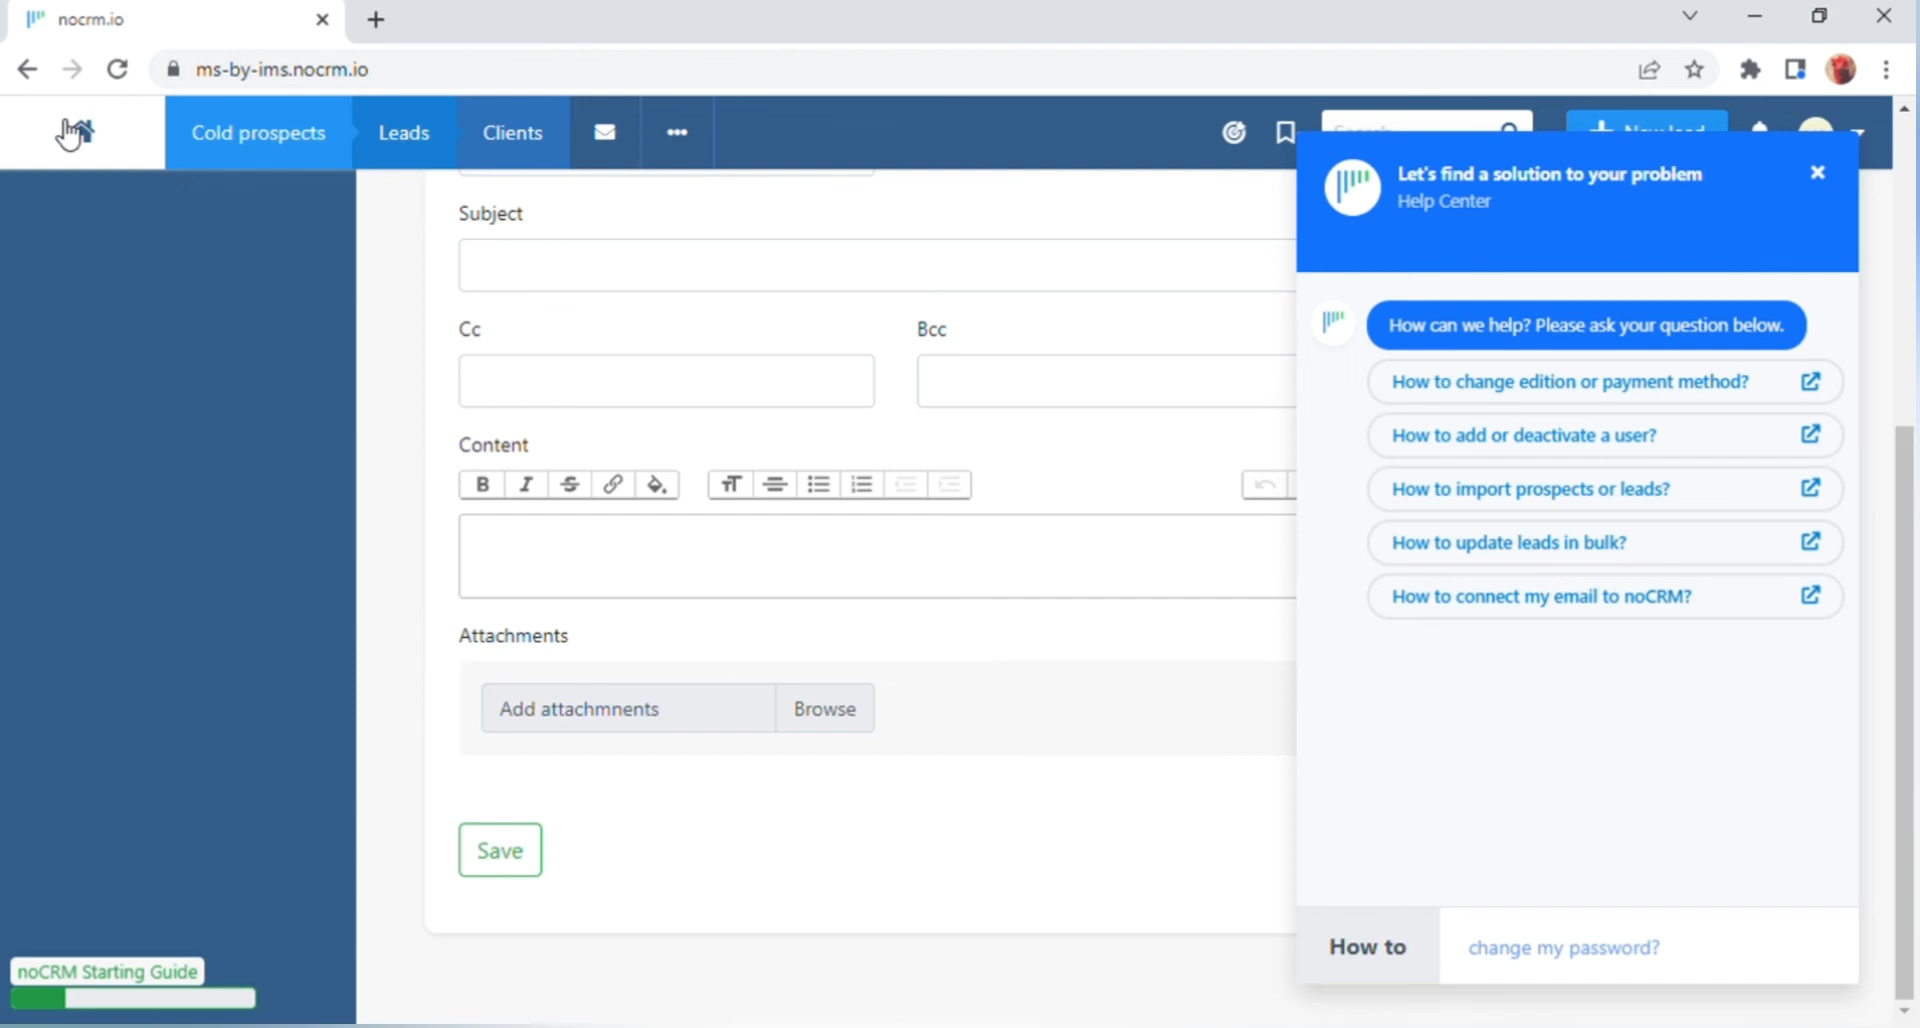 nocrm.io
ms-by-ims.nocrm.io
Cold prospects
Leads
Clients
Let's find a solution to your problem
Help Center
Subject
How can we help? Please ask your question below.
Cc
Bcc
How to change edition or payment method?
How to add or deactivate a user?
Content
How to import prospects or leads?
How to update leads in bulk?
How to connect my email to noCRM?
Attachments
Add attachmnents
Browse
Save
How to
change my password?
noCRM Starting Guide